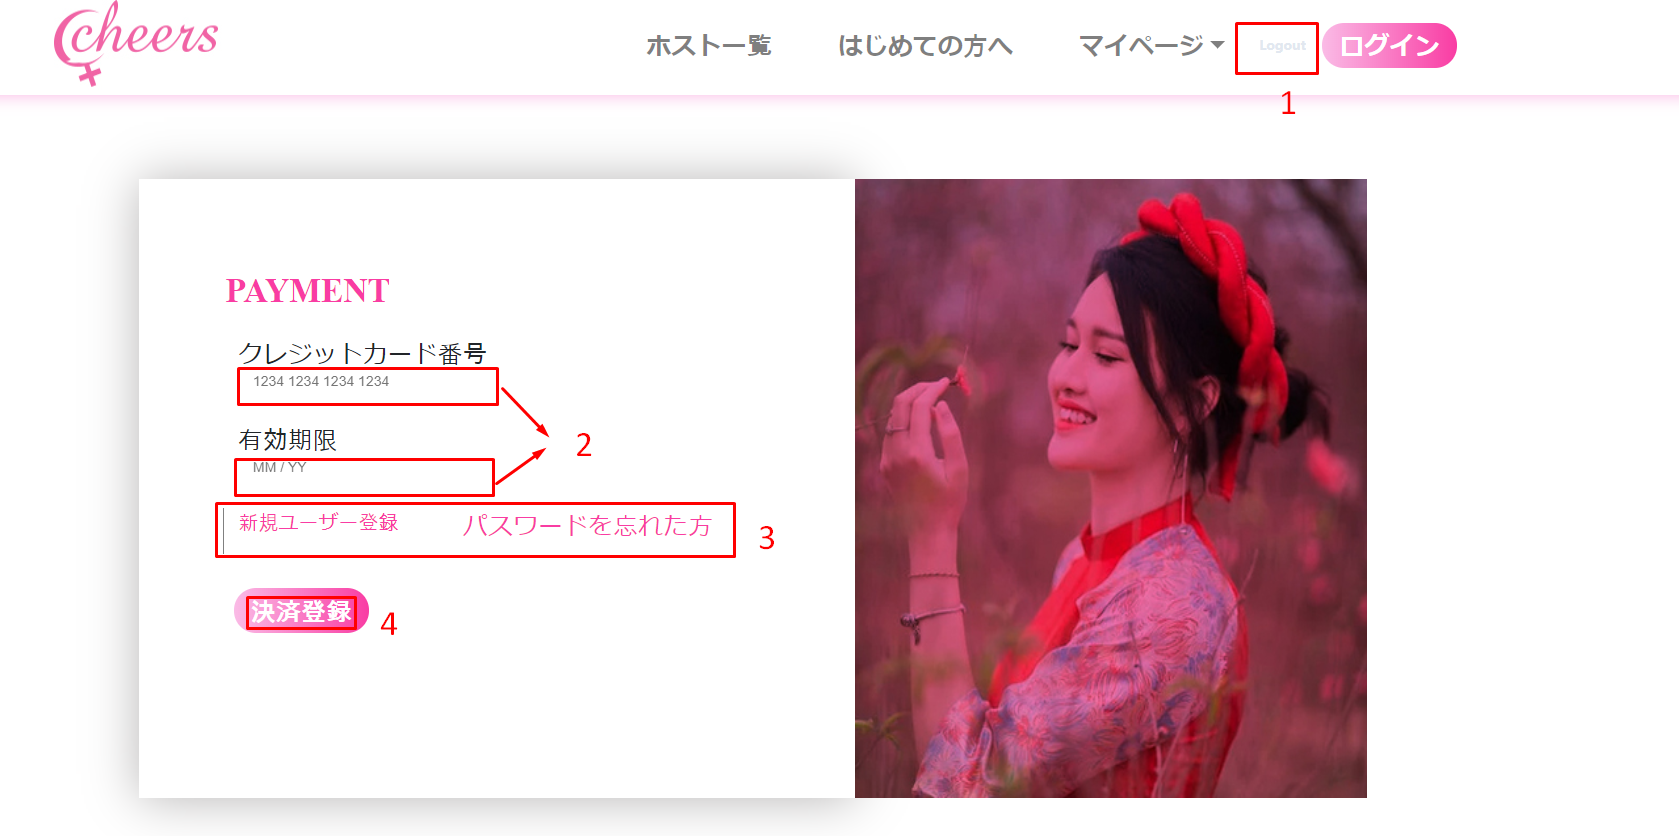 cheers
ホスト一覧
はじめての方へ
マイページ
Logout
ログイン
1
PAYMENT
クレジットカード番号
1234 1234 1234 1234
有効期限
2
MM / YY
新規ユーザー登録
パスワードを忘れた方
3
決済登録
4